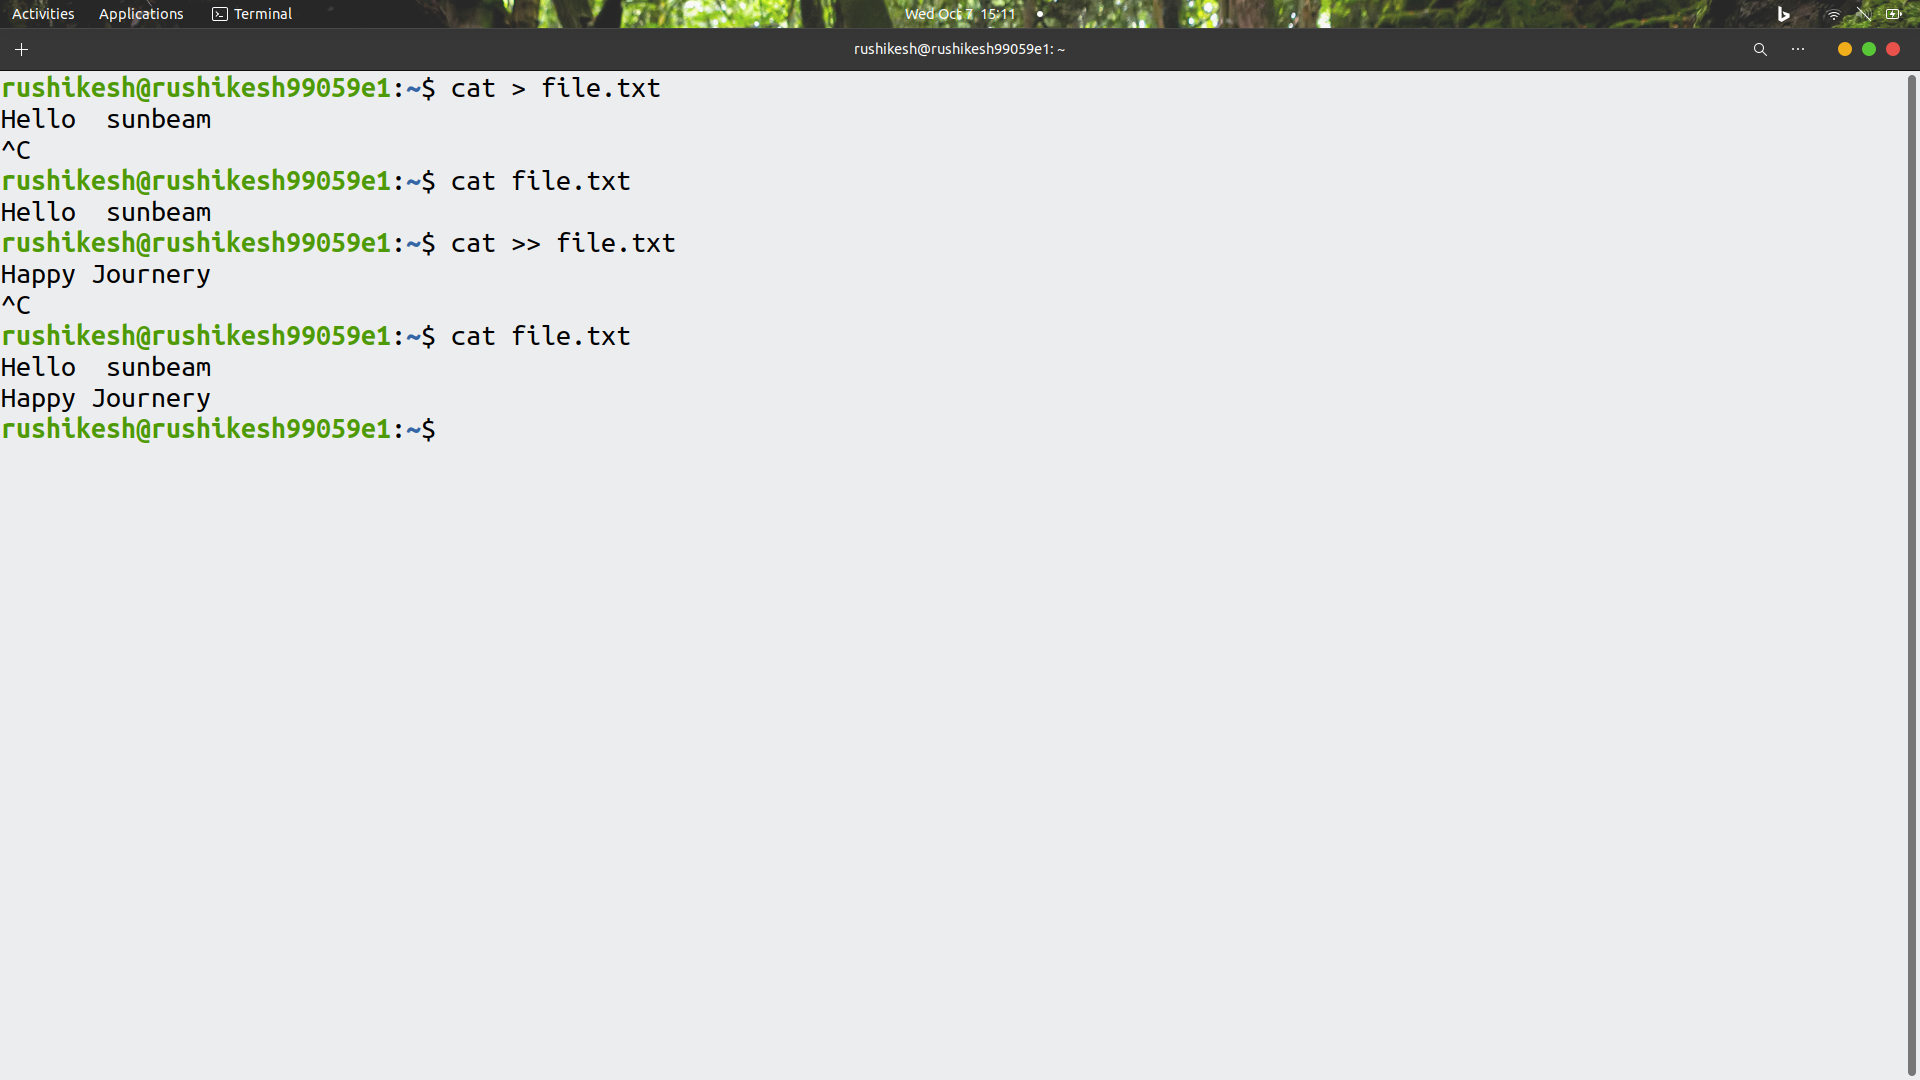 Activities Applications Terminal Wed Oct 7 15:11
rushikesh@rushikesh99059e1: ~
rushikesh@rushikesh99059e1:~$ cat > file.txt
Hello  sunbeam
^C
rushikesh@rushikesh99059e1:~$ cat file.txt
Hello  sunbeam
rushikesh@rushikesh99059e1:~$ cat >> file.txt
Happy Journery
^C
rushikesh@rushikesh99059e1:~$ cat file.txt
Hello  sunbeam
Happy Journery
rushikesh@rushikesh99059e1:~$